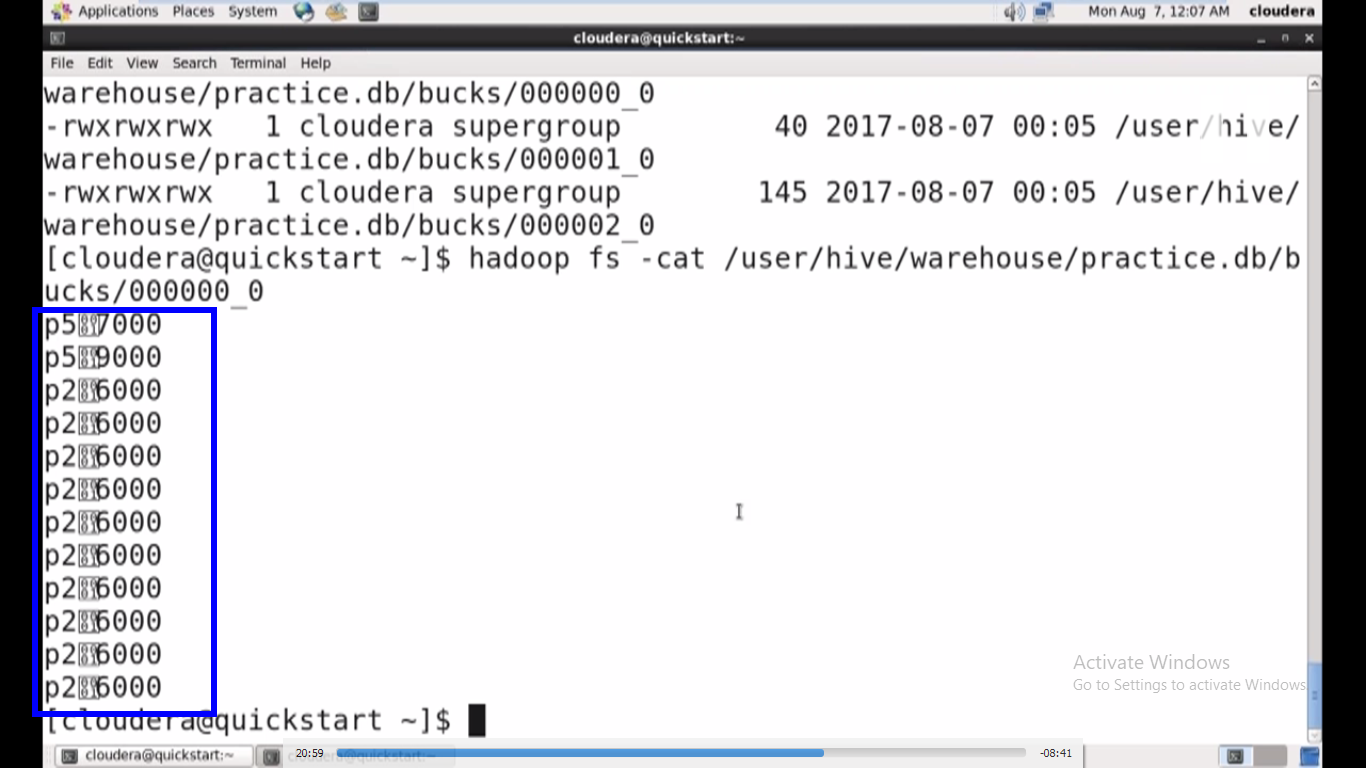 Applications Places System
Mon Aug 7, 12:07 AM cloudera
cloudera@quickstart:~
File Edit View Search Terminal Help
warehouse/practice.db/bucks/000000_0
-rwxrwxrwx 1 cloudera supergroup 40 2017-08-07 00:05 /user/hive/
warehouse/practice.db/bucks/000001_0
-rwxrwxrwx 1 cloudera supergroup 145 2017-08-07 00:05 /user/hive/
warehouse/practice.db/bucks/000002_0
[cloudera@quickstart ~]$ hadoop fs -cat /user/hive/warehouse/practice.db/b
ucks/000000_0
p57000
p59000
p26000
p26000
p26000
p26000
p26000
p26000
p26000
p26000
p26000
p26000
[cloudera@quickstart ~]$
Activate Windows
Go to Settings to activate Windows
cloudera@quickstart:~
cloudera@quickstart:~
20:59
-08:41